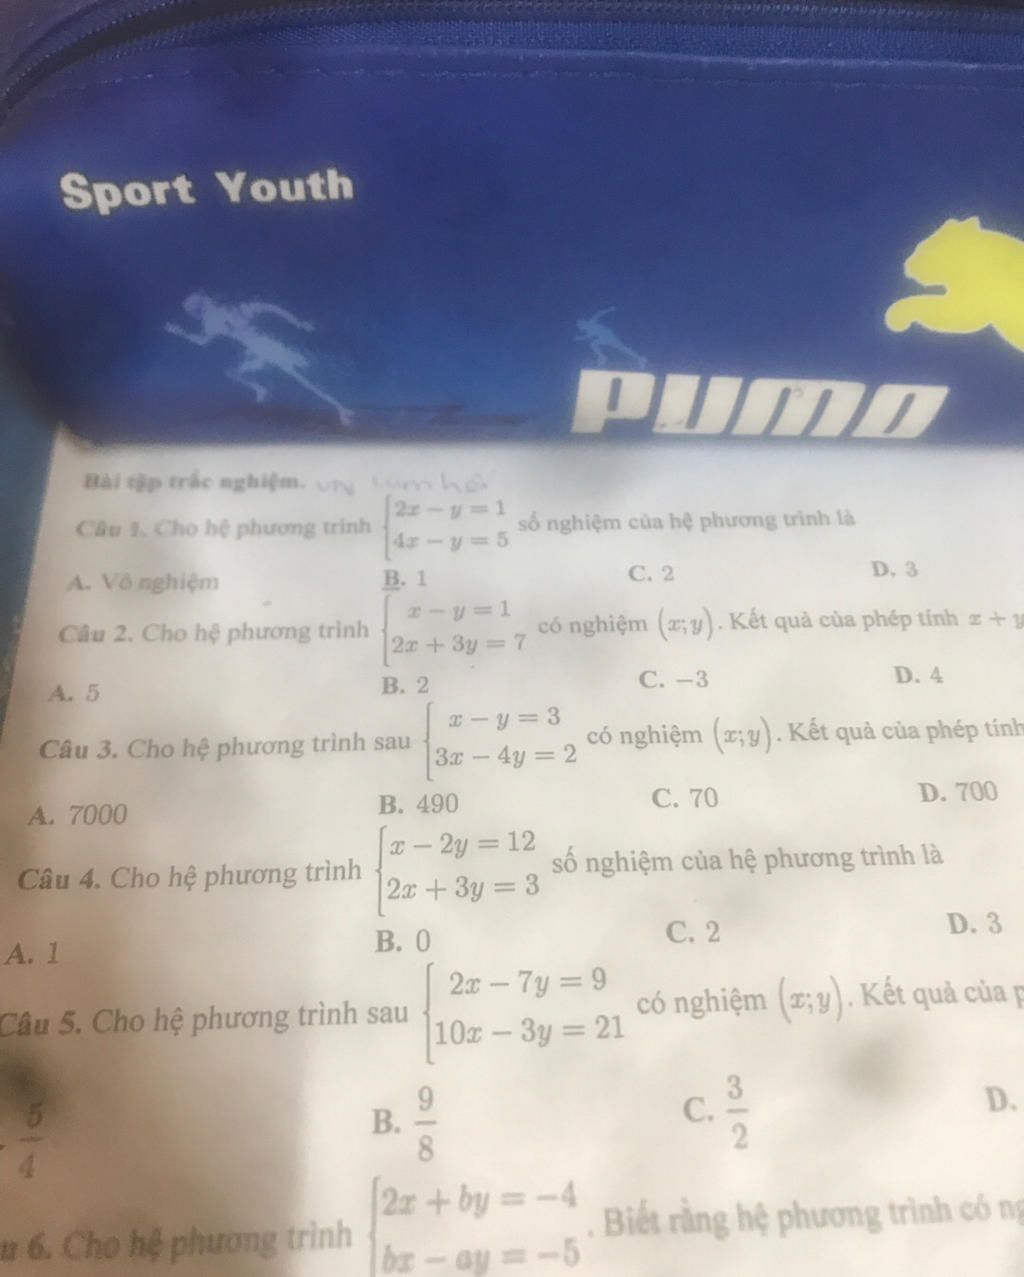 Sport Youth
PUMA
Bài tập trắc nghiệm.
Câu 1. Cho hệ phương trình { 2x − y = 1 ; 4x − y = 5 số nghiệm của hệ phương trình là
A. Vô nghiệm B. 1 C. 2 D. 3
Câu 2. Cho hệ phương trình { x − y = 1 ; 2x + 3y = 7 có nghiệm (x; y). Kết quả của phép tính x + y
A. 5 B. 2 C. −3 D. 4
Câu 3. Cho hệ phương trình sau { x − y = 3 ; 3x − 4y = 2 có nghiệm (x; y). Kết quả của phép tính
A. 7000 B. 490 C. 70 D. 700
Câu 4. Cho hệ phương trình { x − 2y = 12 ; 2x + 3y = 3 số nghiệm của hệ phương trình là
A. 1 B. 0 C. 2 D. 3
Câu 5. Cho hệ phương trình sau { 2x − 7y = 9 ; 10x − 3y = 21 có nghiệm (x; y). Kết quả của p
5/4 B. 9/8 C. 3/2 D.
u 6. Cho hệ phương trình { 2x + by = −4 ; bx − ay = −5 . Biết rằng hệ phương trình có ng